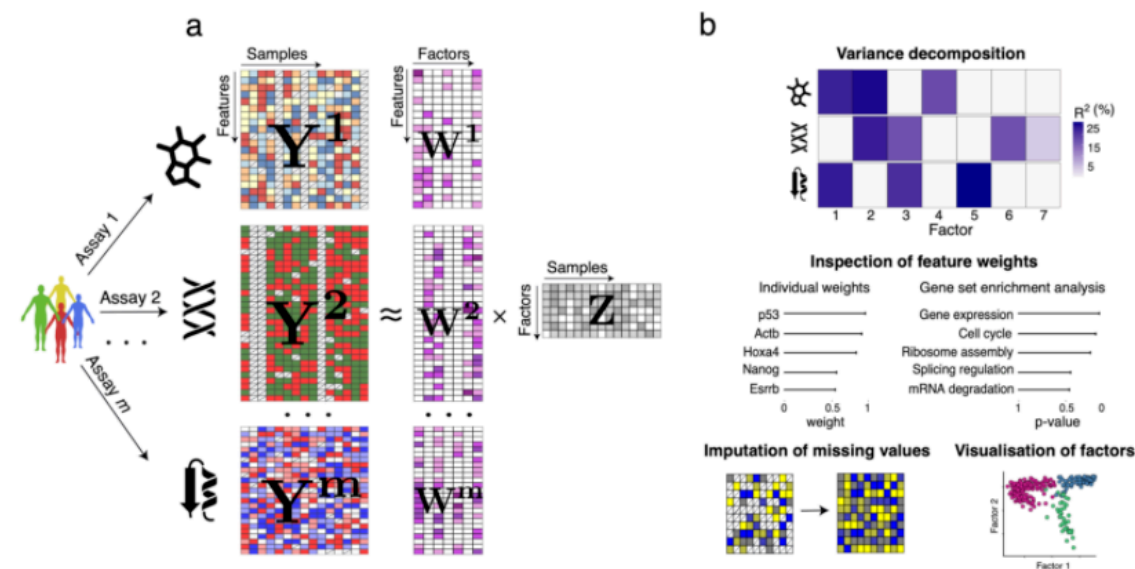 a
Samples
Features
Y1
Factors
Features
W1
Assay 1
Assay 2
. . .
Assay m
Y2
≈
W2
×
Samples
Factors
Z
. . .
. . .
Ym
Wm
b
Variance decomposition
R2 (%)
25
15
5
1 2 3 4 5 6 7
Factor
Inspection of feature weights
Individual weights
p53
Actb
Hoxa4
Nanog
Esrrb
0 0.5 1
weight
Gene set enrichment analysis
Gene expression
Cell cycle
Ribosome assembly
Splicing regulation
mRNA degradation
1 0.5 0
p-value
Imputation of missing values
Visualisation of factors
Factor 2
Factor 1